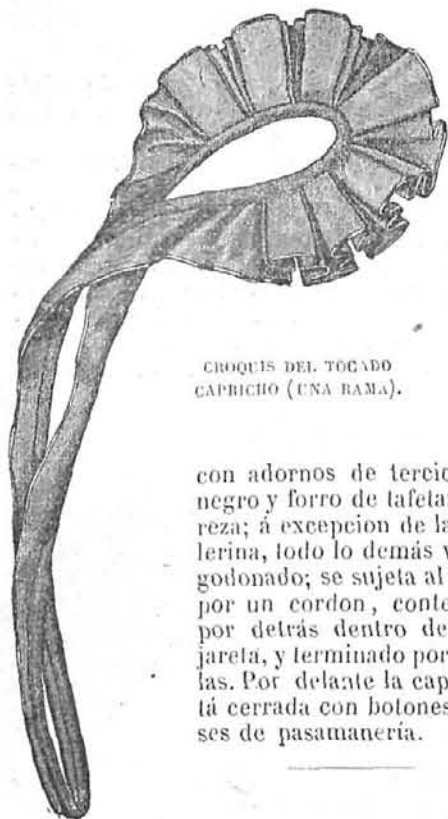 CROQUIS DEL TOCADO
CAPRICHO (UNA RAMA).
con adornos de tercio
negro y forro de tafeta
reza; á excepcion de la
lerina, todo lo demás v
godonado; se sujeta al
por un cordon, conte
por detrás dentro de
jareta, y terminado por
las. Por delante la cap
tá cerrada con botones
ses de pasamanería.